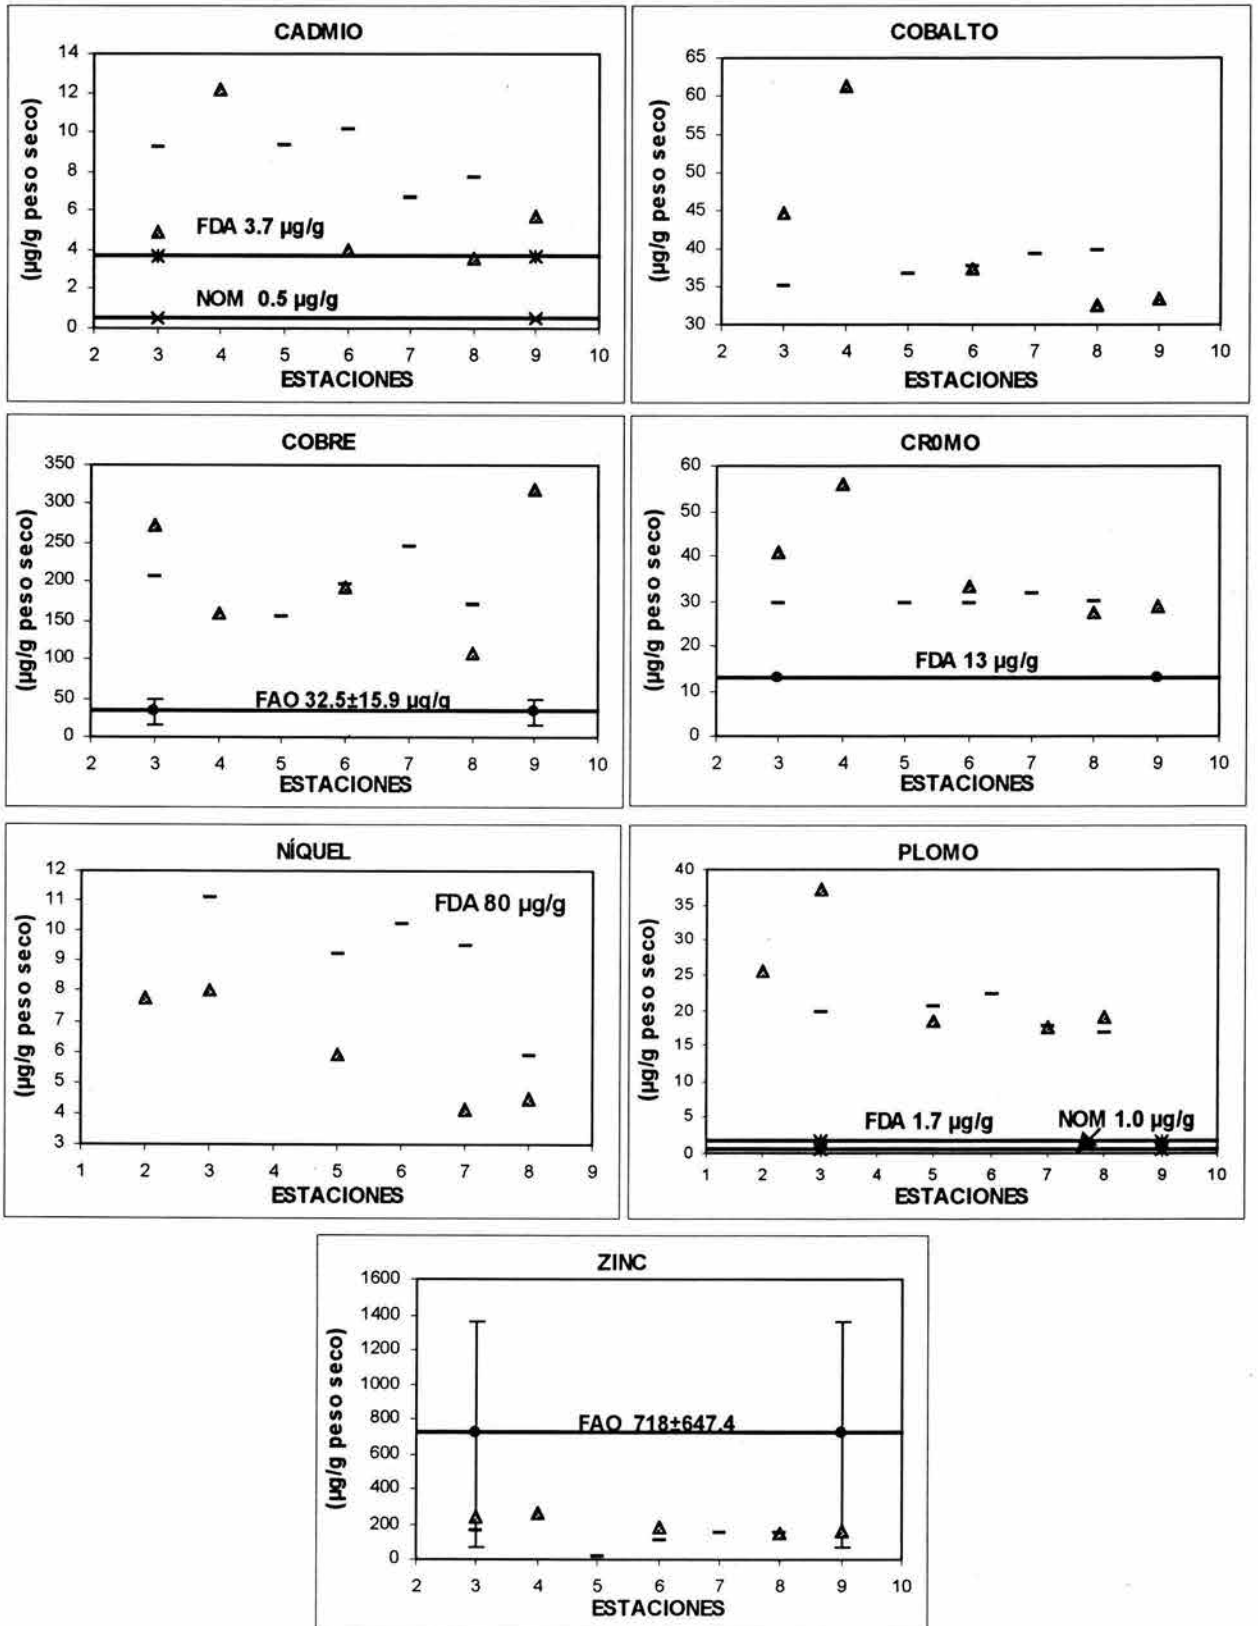 CADMIO
(µg/g peso seco)
14
12
10
8
6
4
2
0
FDA 3.7 µg/g
NOM 0.5 µg/g
2 3 4 5 6 7 8 9 10
ESTACIONES
COBALTO
(µg/g peso seco)
65
60
55
50
45
40
35
30
2 3 4 5 6 7 8 9 10
ESTACIONES
COBRE
(µg/g peso seco)
350
300
250
200
150
100
50
0
FAO 32.5±15.9 µg/g
2 3 4 5 6 7 8 9 10
ESTACIONES
CR0MO
(µg/g peso seco)
60
50
40
30
20
10
0
FDA 13 µg/g
2 3 4 5 6 7 8 9 10
ESTACIONES
NÍQUEL
(µg/g peso seco)
12
11
10
9
8
7
6
5
4
3
FDA 80 µg/g
1 2 3 4 5 6 7 8 9
ESTACIONES
PLOMO
(µg/g peso seco)
40
35
30
25
20
15
10
5
0
FDA 1.7 µg/g NOM 1.0 µg/g
1 2 3 4 5 6 7 8 9 10
ESTACIONES
ZINC
(µg/g peso seco)
1600
1400
1200
1000
800
600
400
200
0
FAO 718±647.4
2 3 4 5 6 7 8 9 10
ESTACIONES